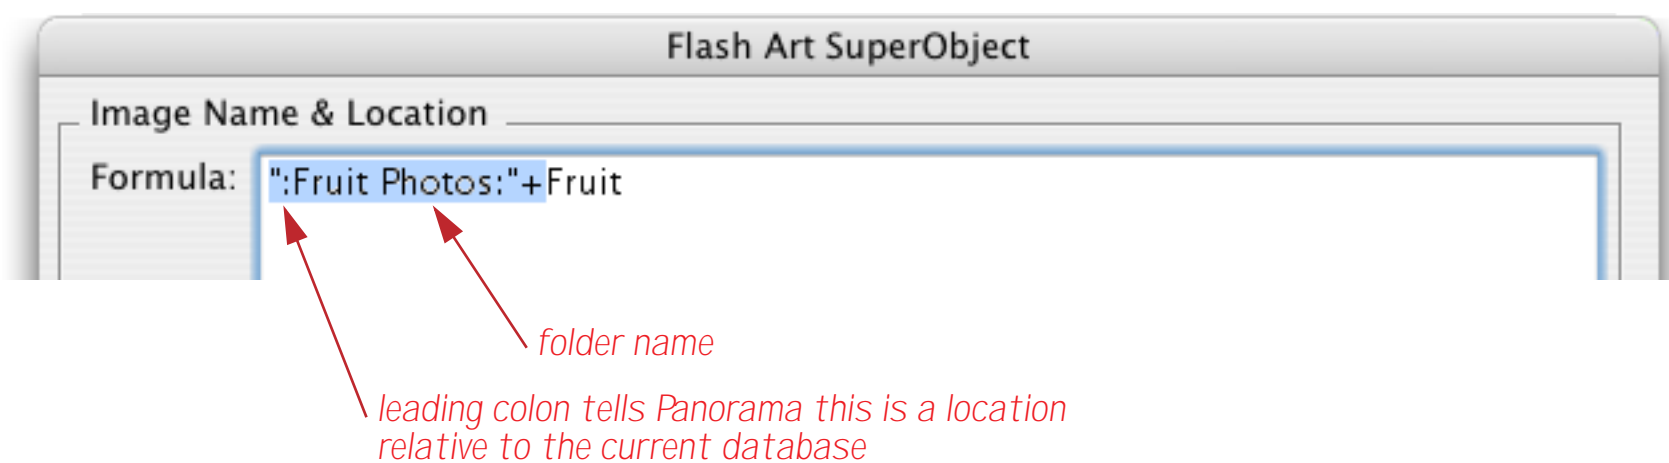 Flash Art SuperObject
Image Name & Location
Formula: ":Fruit Photos:"+Fruit
folder name
leading colon tells Panorama this is a location
relative to the current database